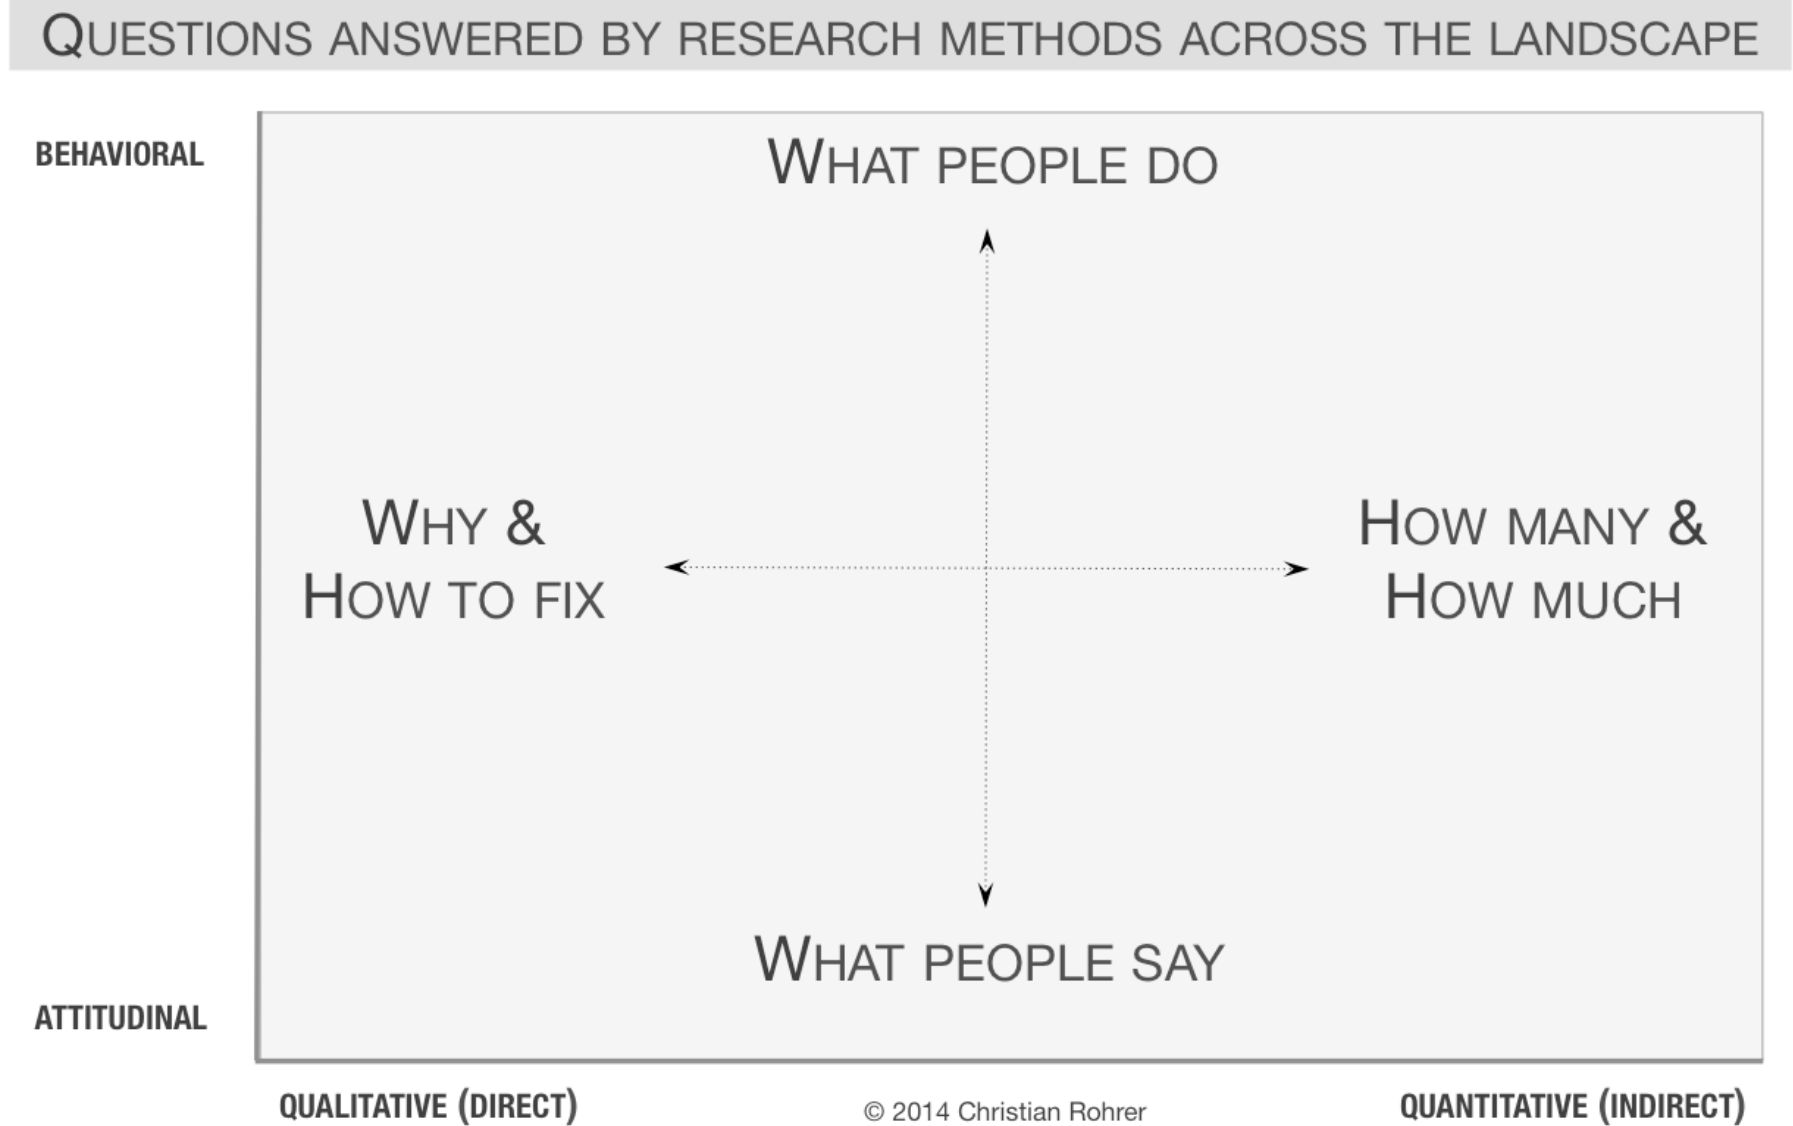 QUESTIONS ANSWERED BY RESEARCH METHODS ACROSS THE LANDSCAPE
BEHAVIORAL
WHAT PEOPLE DO
WHY &
HOW TO FIX
HOW MANY &
HOW MUCH
WHAT PEOPLE SAY
ATTITUDINAL
QUALITATIVE (DIRECT)
© 2014 Christian Rohrer
QUANTITATIVE (INDIRECT)